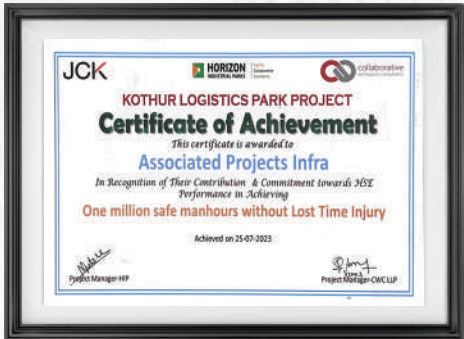 JCK
HORIZON
INDUSTRIAL PARKS
collaborative
KOTHUR LOGISTICS PARK PROJECT
Certificate of Achievement
This certificate is awarded to
Associated Projects Infra
In Recognition of Their Contribution & Commitment towards HSE
Performance in Achieving
One million safe manhours without Lost Time Injury
Achieved on 25-07-2023
Project Manager-HIP
Project Manager-CWC LLP